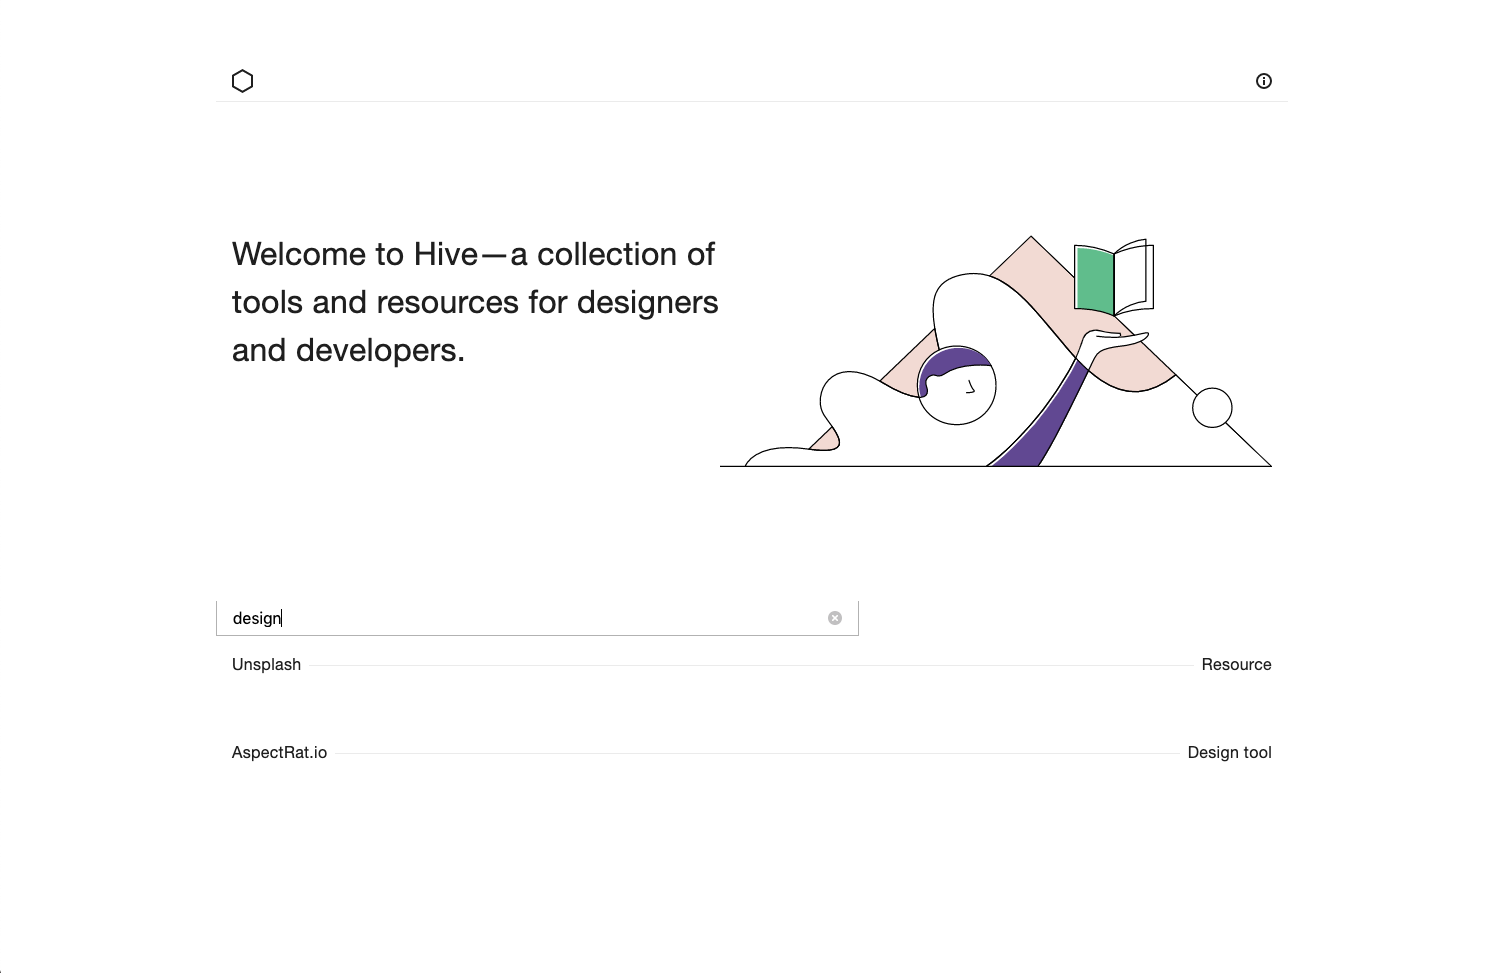 Welcome to Hive—a collection of
tools and resources for designers
and developers.
design
Unsplash Resource
AspectRat.io Design tool